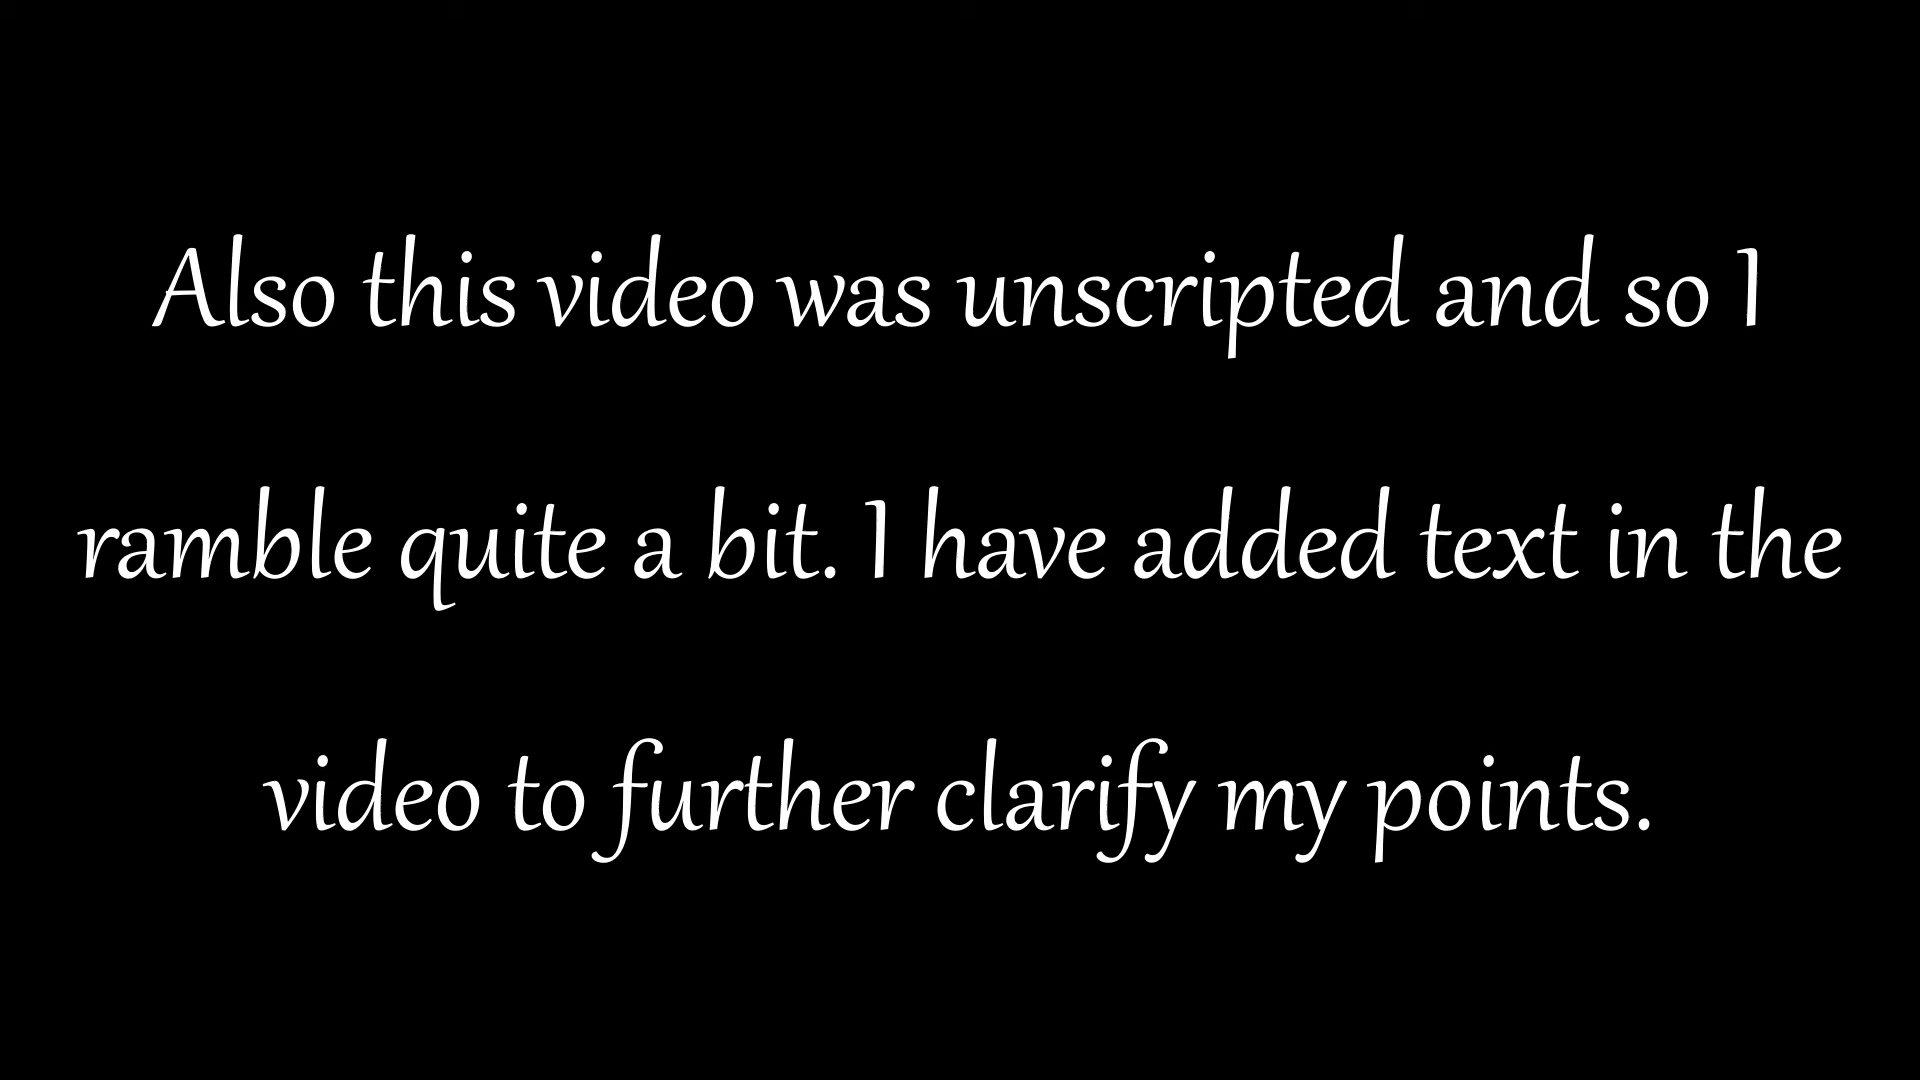 Also this video was unscripted and so I
ramble quite a bit. I have added text in the
video to further clarify my points.